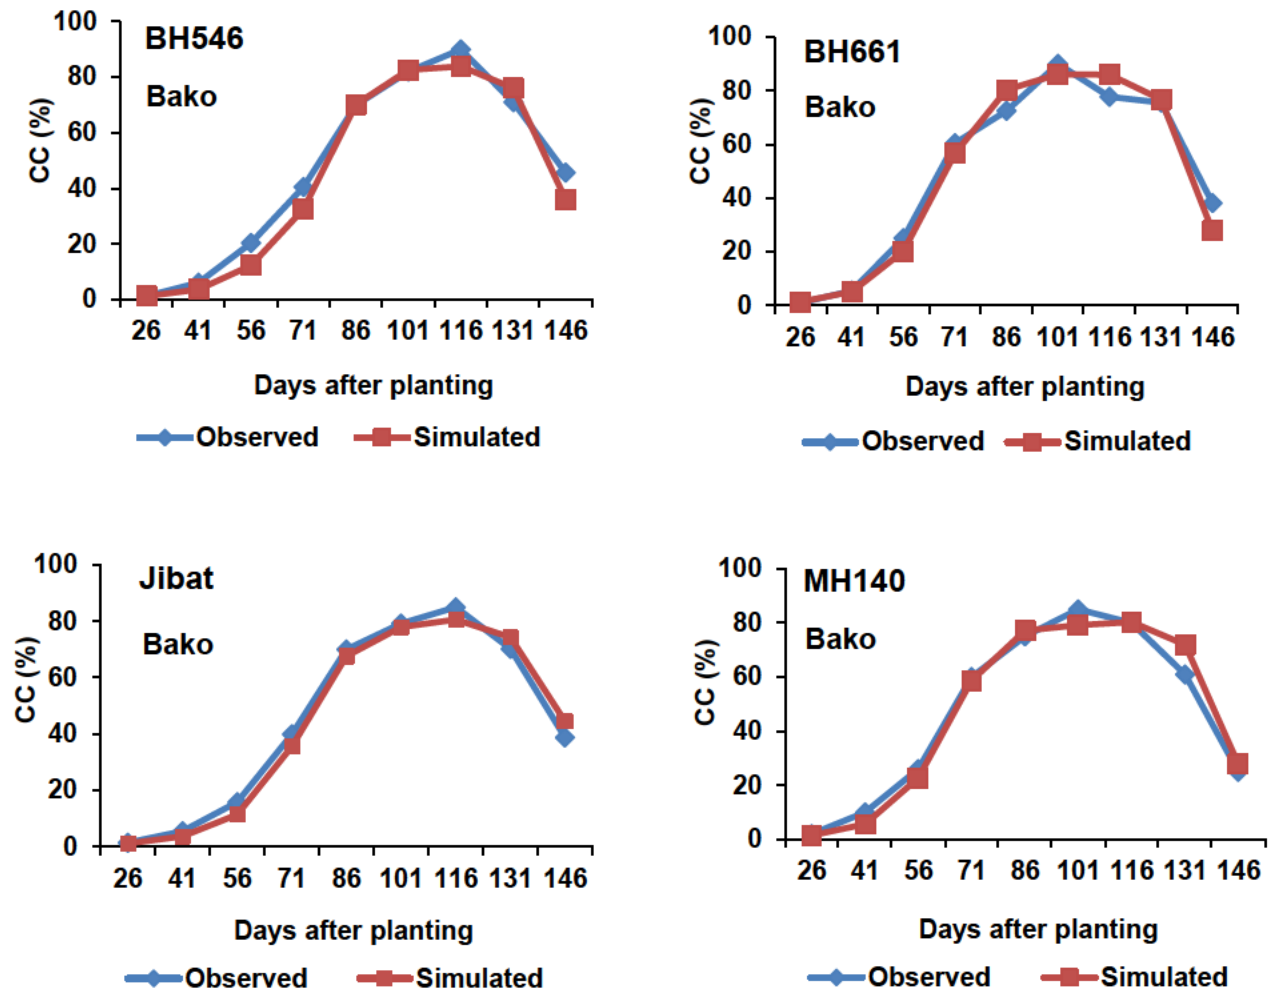 BH546
Bako
CC (%)
100
80
60
40
20
0
26 41 56 71 86 101 116 131 146
Days after planting
Observed Simulated
BH661
Bako
CC (%)
100
80
60
40
20
0
26 41 56 71 86 101 116 131 146
Days after planting
Observed Simulated
Jibat
Bako
CC (%)
100
80
60
40
20
0
26 41 56 71 86 101 116 131 146
Days after planting
Observed Simulated
MH140
Bako
CC (%)
100
80
60
40
20
0
26 41 56 71 86 101 116 131 146
Days after planting
Observed Simulated